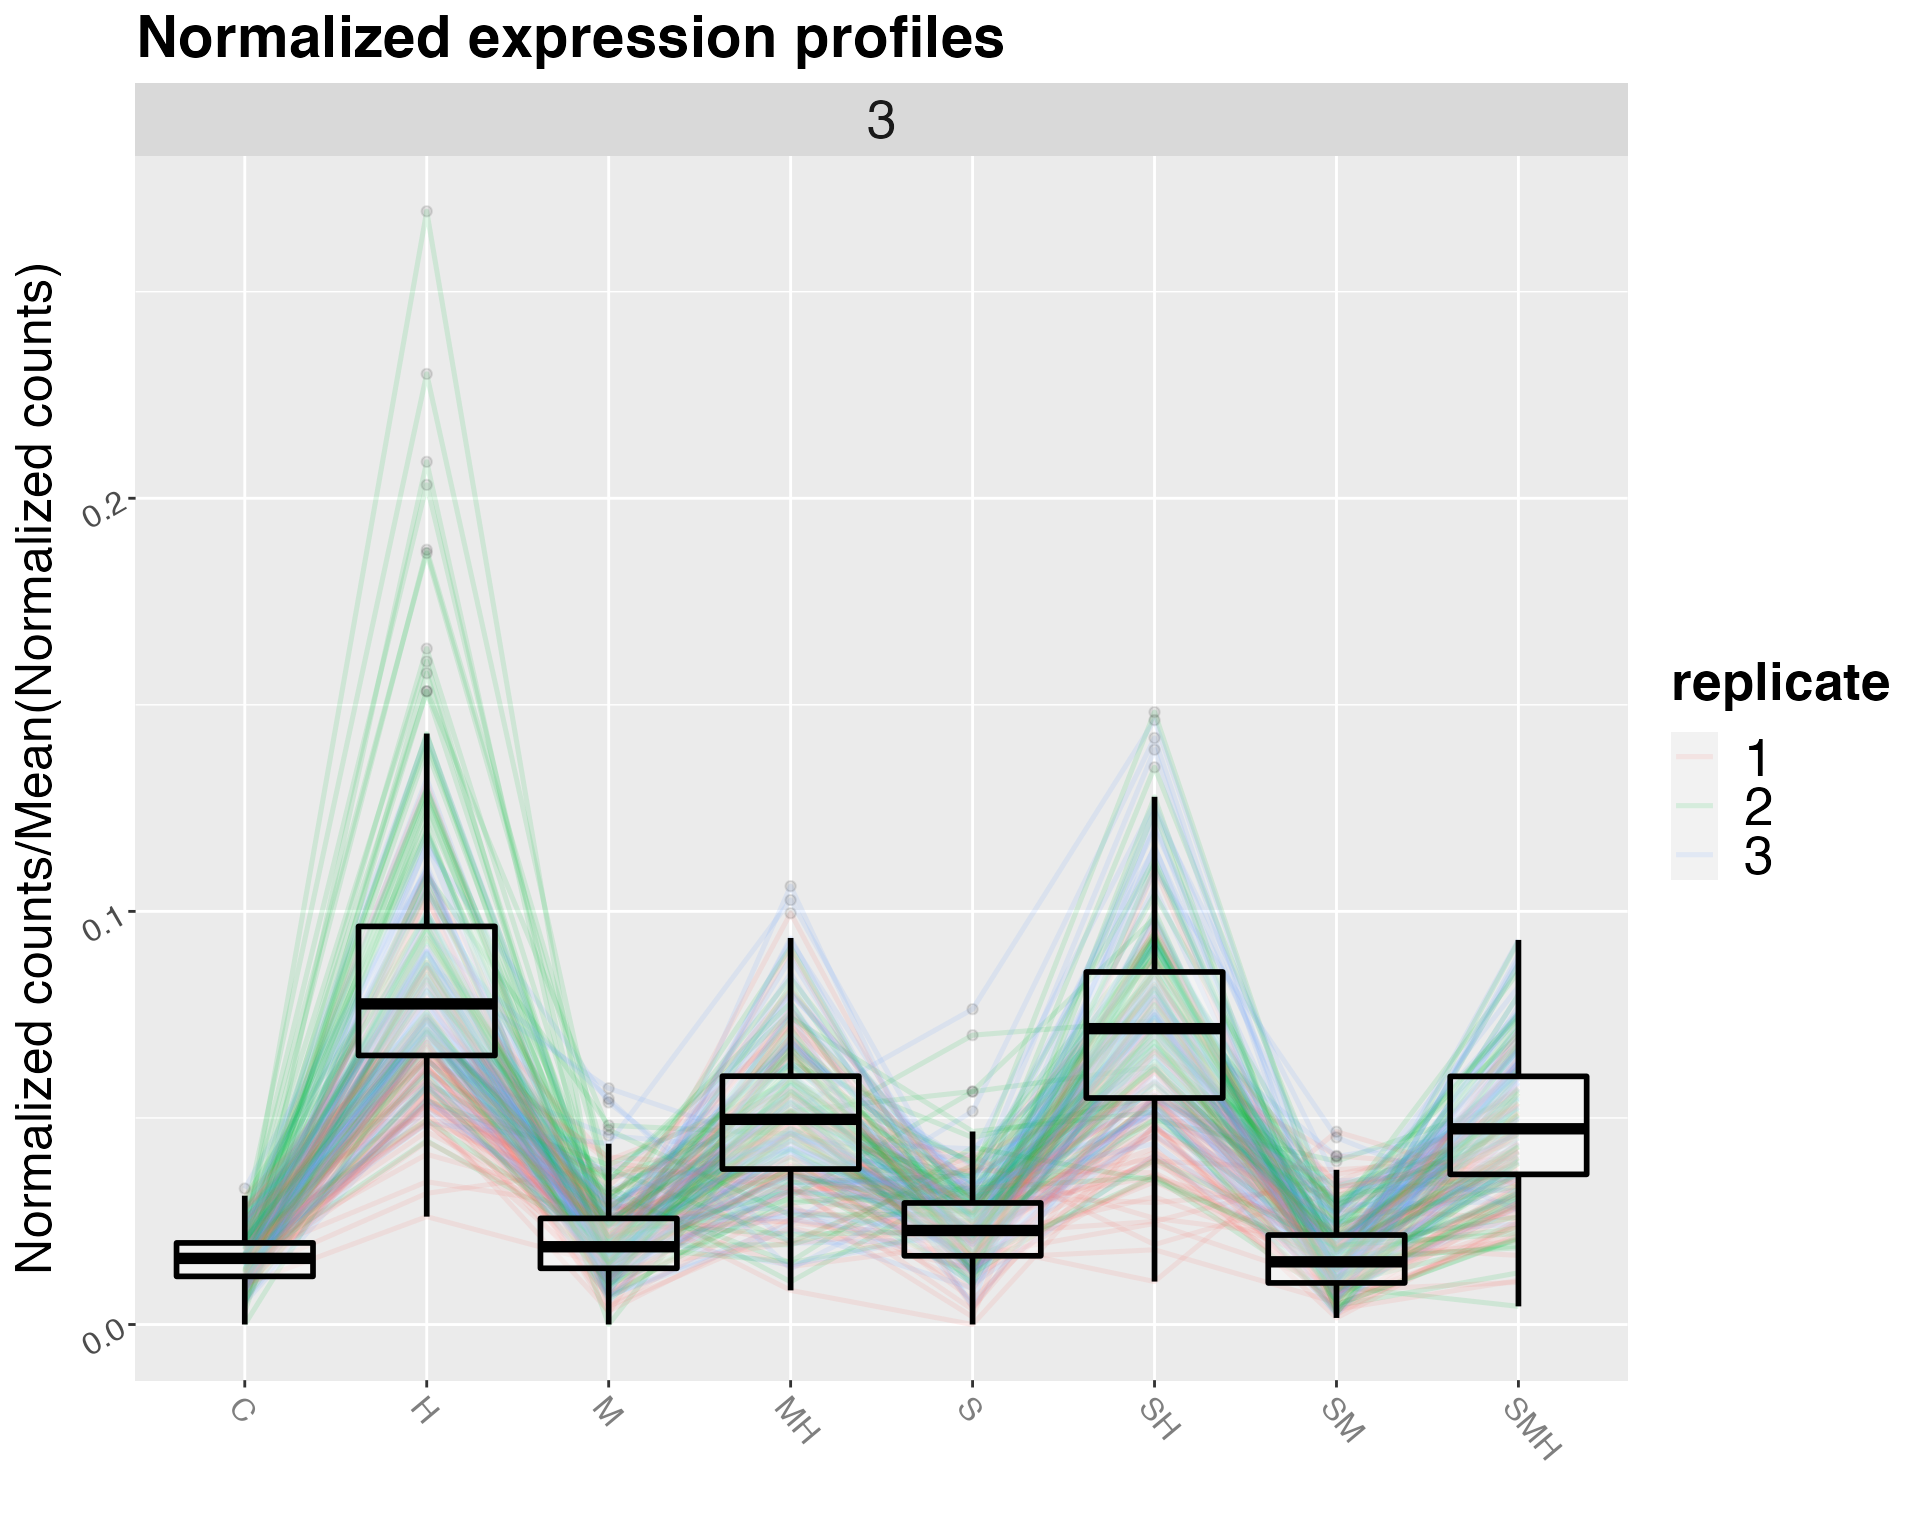 Normalized expression profiles
3
Normalized counts/Mean(Normalized counts)
0.2
0.1
0.0
C
H
M
MH
S
SH
SM
SMH
replicate
1
2
3